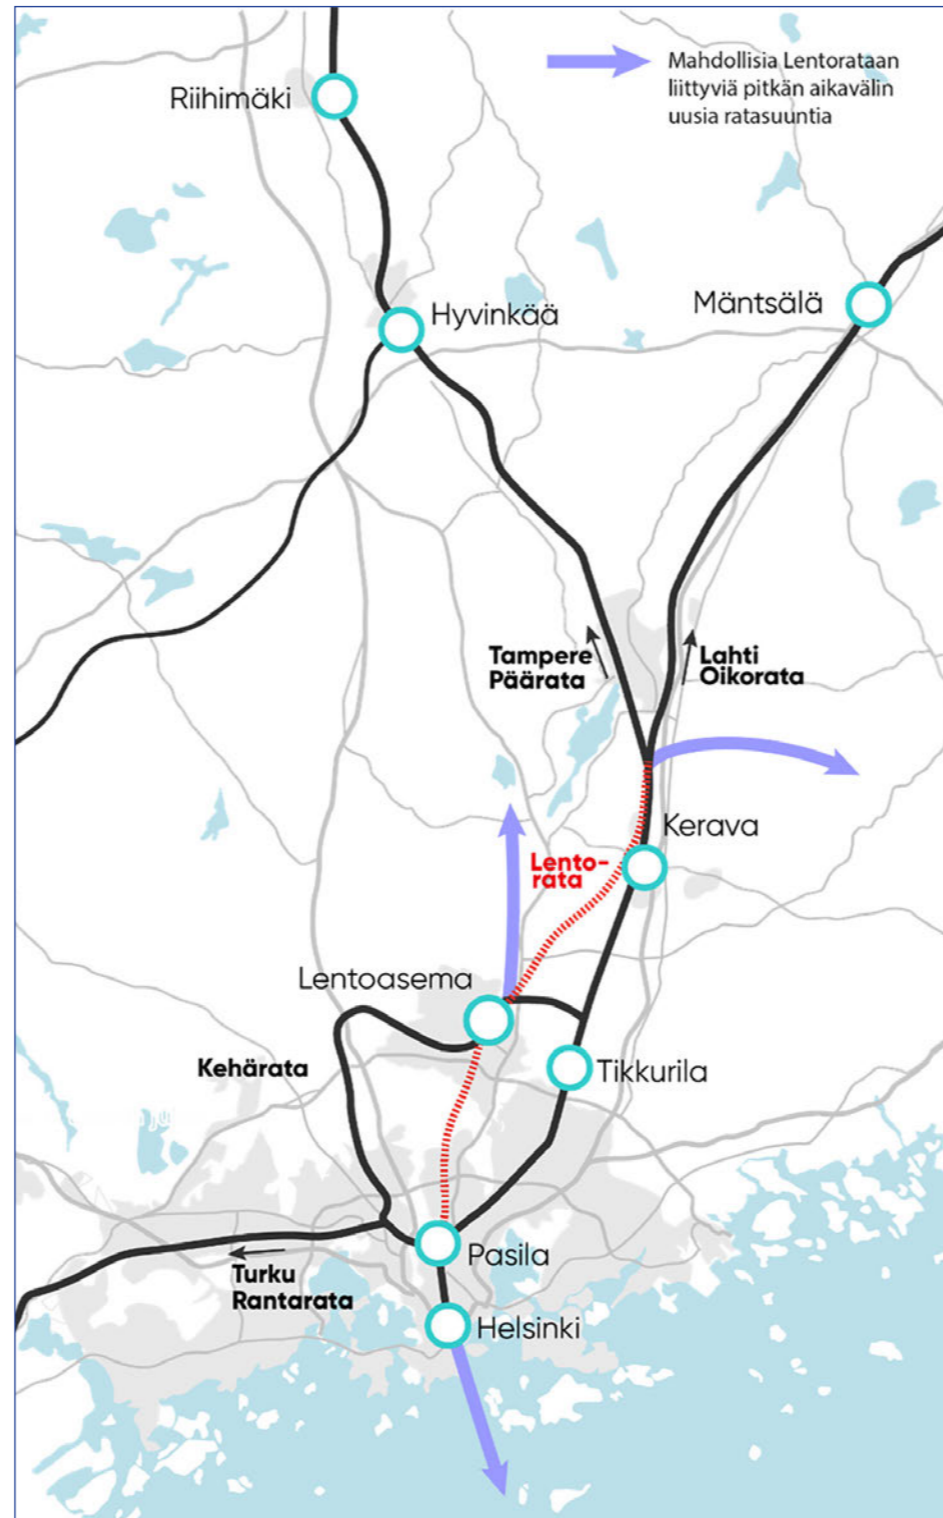 Mahdollisia Lentorataan
liittyviä pitkän aikavälin
uusia ratasuuntia
Riihimäki
Hyvinkää
Mäntsälä
Tampere
Päärata
Lahti
Oikorata
Kerava
Lento-
rata
Lentoasema
Kehärata
Tikkurila
Pasila
Turku
Rantarata
Helsinki